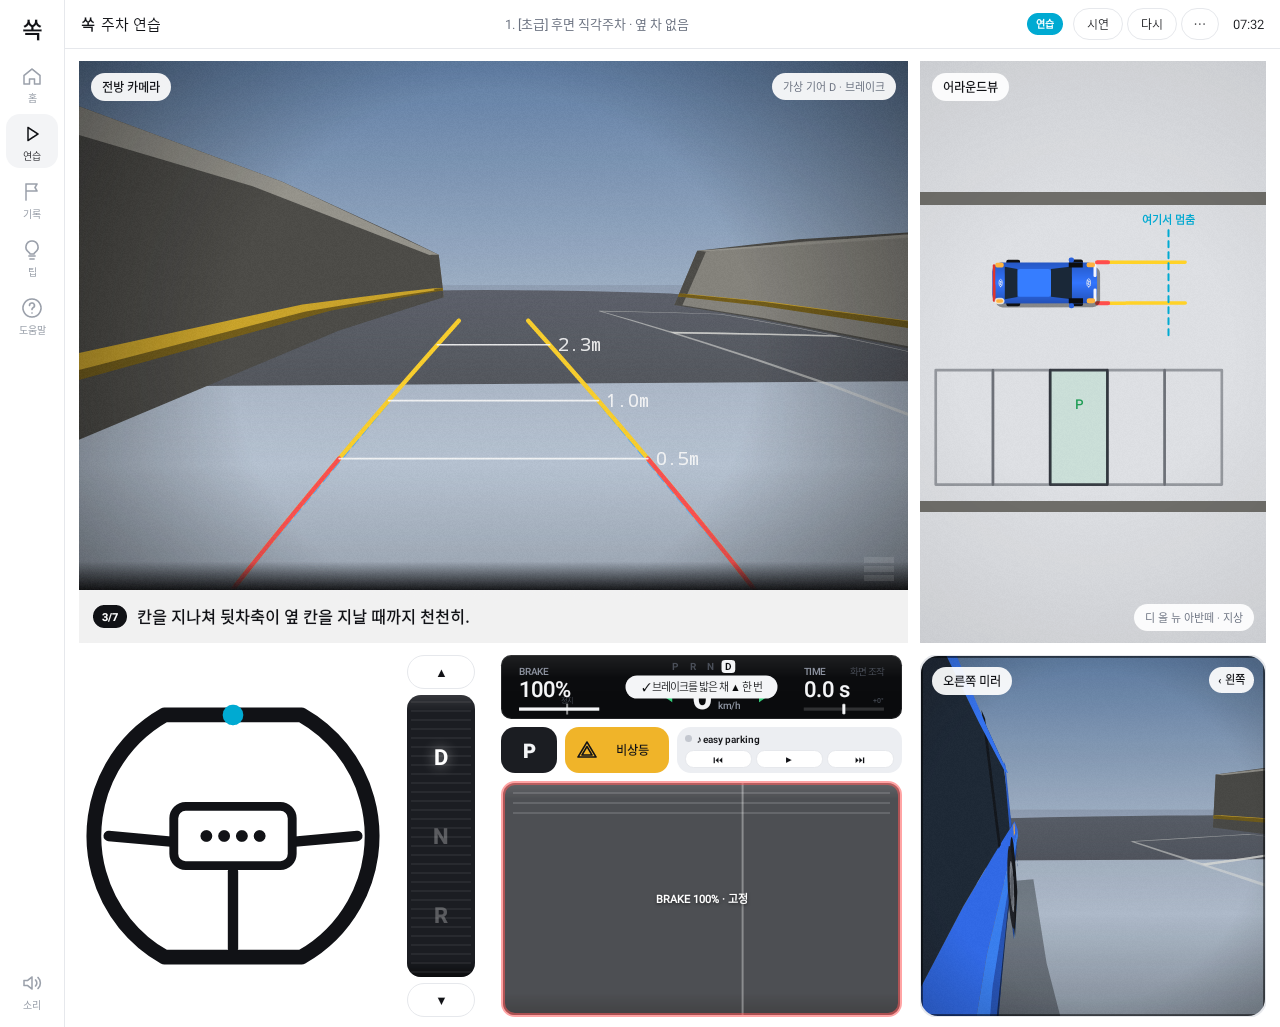 쏙
홈
연습
기록
팁
도움말
소리
쏙 주차 연습
1. [초급] 후면 직각주차 · 옆 차 없음
연습
시연
다시
···
07:32
전방 카메라
가상 기어 D · 브레이크
2.3m
1.0m
0.5m
3/7
칸을 지나쳐 뒷차축이 옆 칸을 지날 때까지 천천히.
어라운드뷰
여기서 멈춤
P
디 올 뉴 아반떼 · 지상
▲
D
N
R
▼
BRAKE
100%
P R N D
✓브레이크를 밟은 채 ▲ 한 번
km/h
TIME
화면 조작
0.0 s
+0°
P
비상등
♪ easy parking
⏮ ▶ ⏭
BRAKE 100% · 고정
오른쪽 미러
‹ 왼쪽